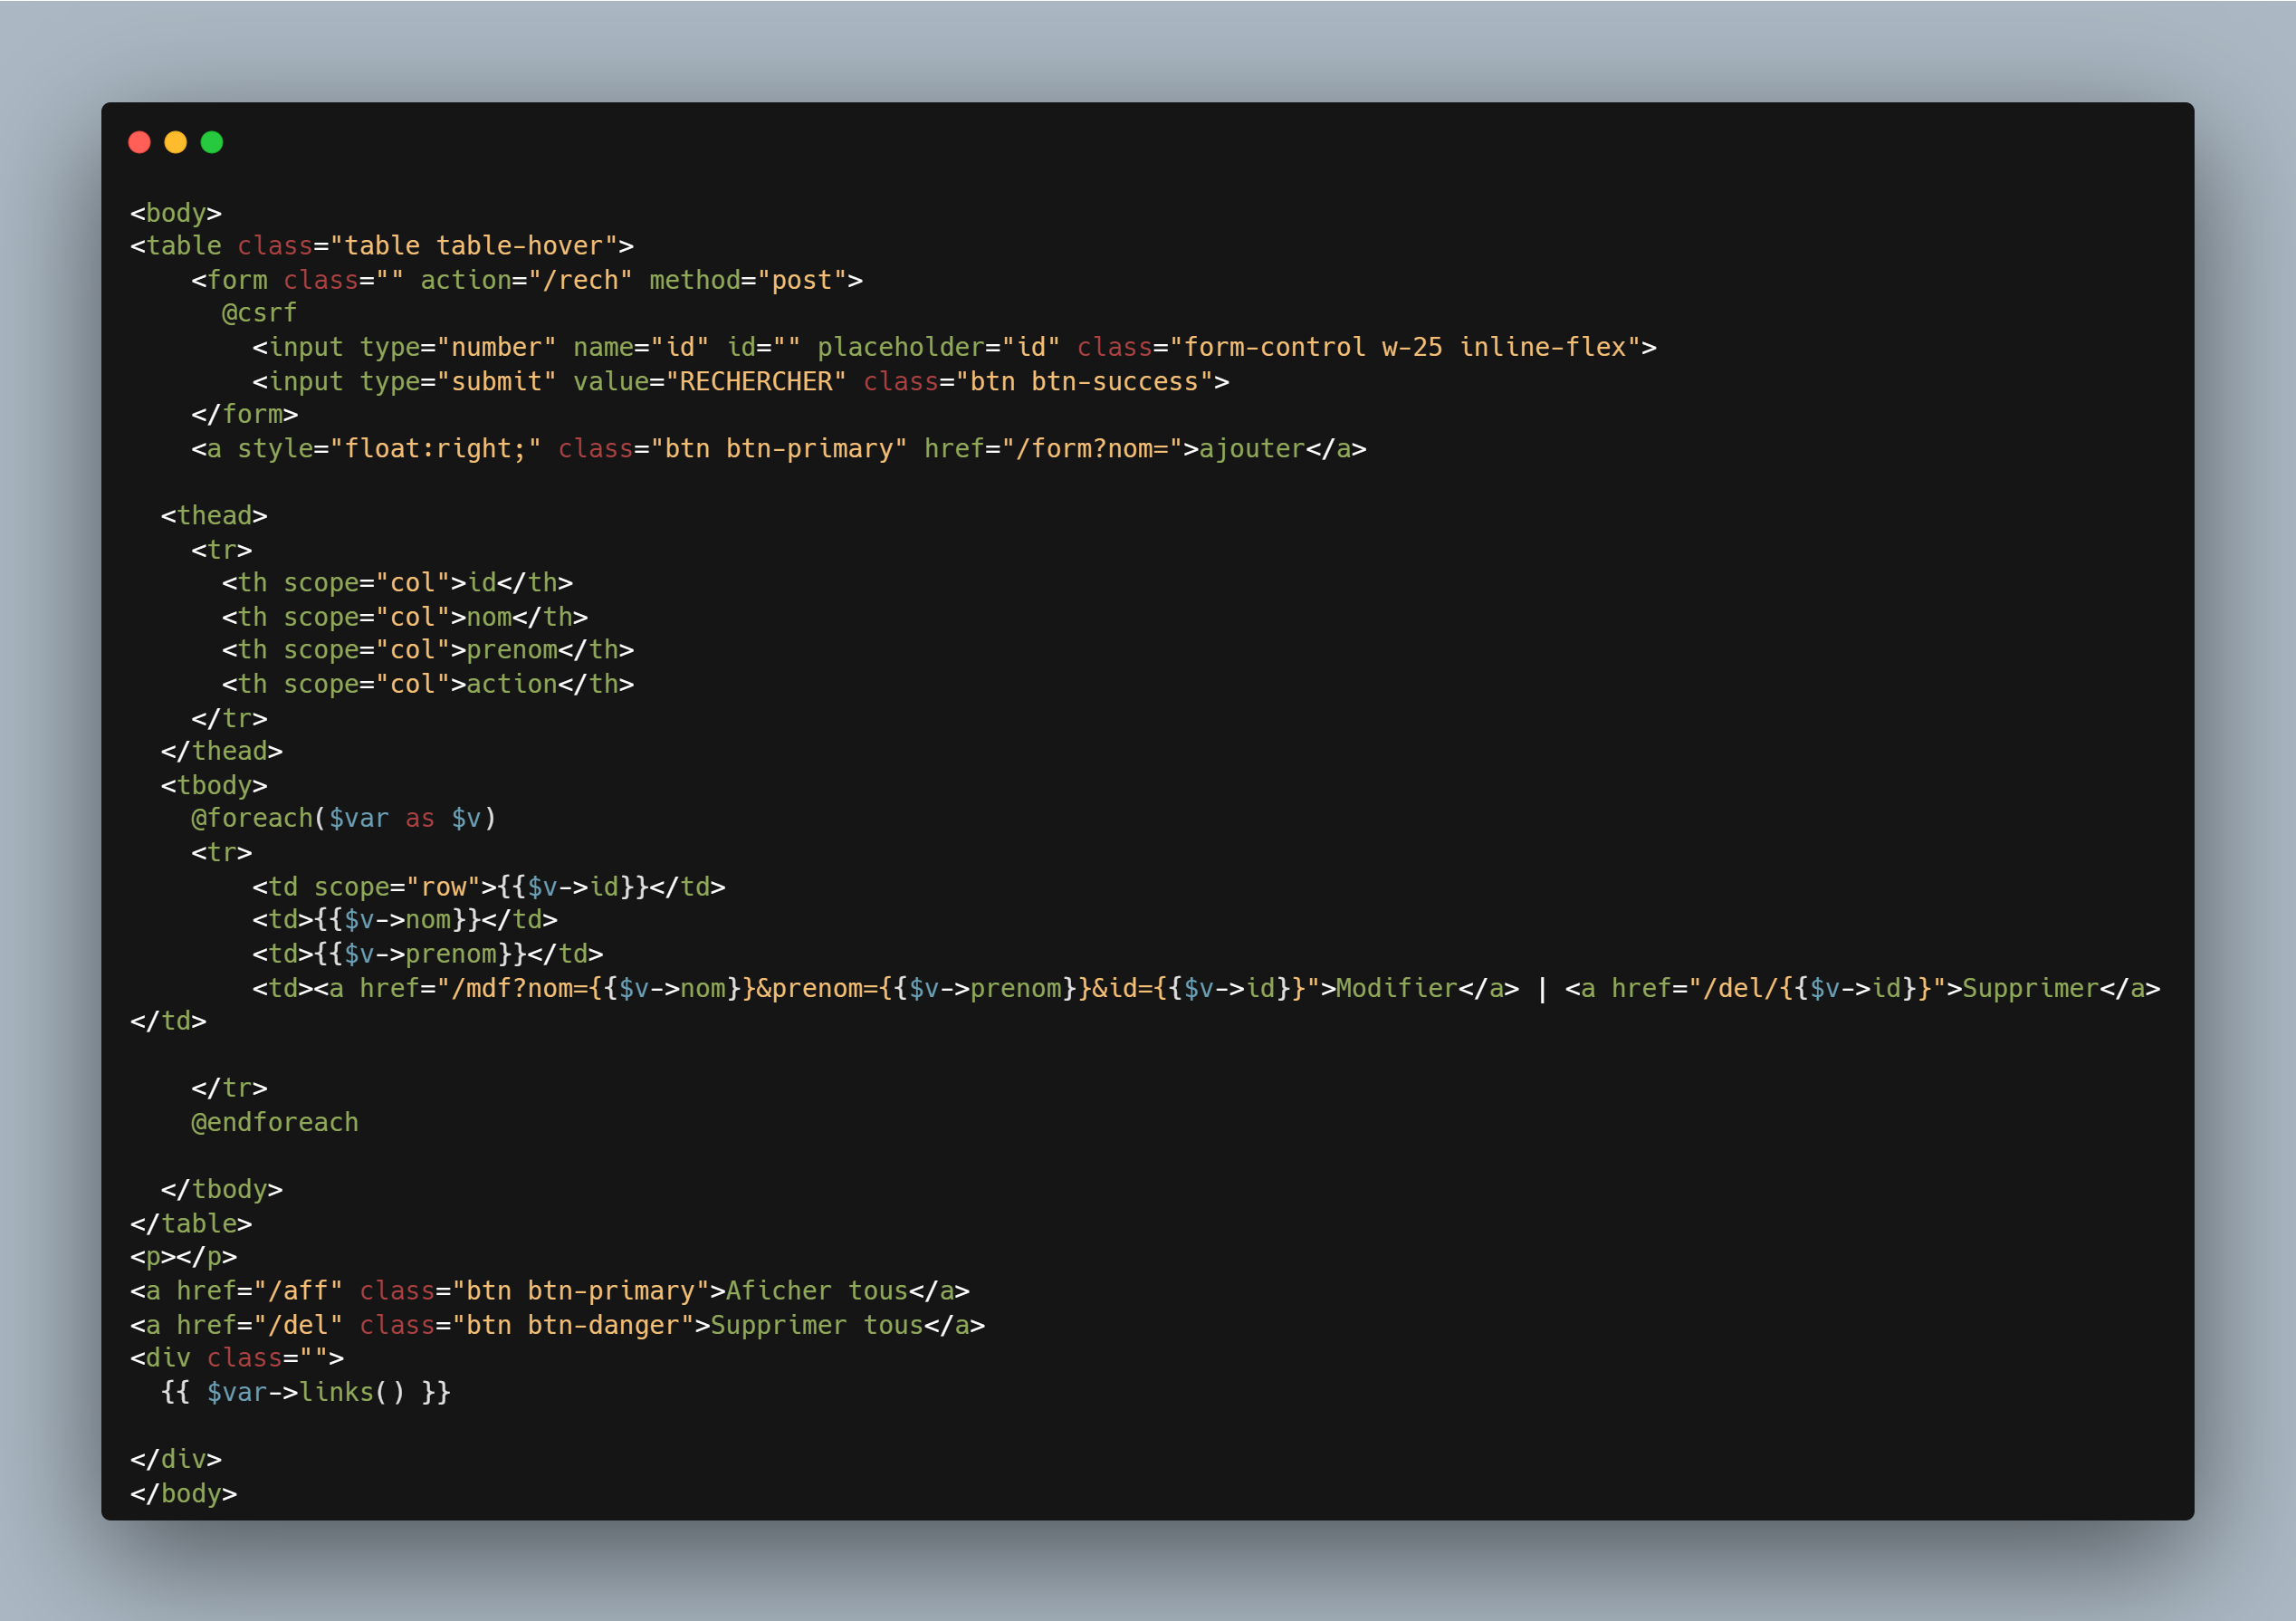 <body>
<table class="table table-hover">
    <form class="" action="/rech" method="post">
      @csrf
        <input type="number" name="id" id="" placeholder="id" class="form-control w-25 inline-flex">
        <input type="submit" value="RECHERCHER" class="btn btn-success">
    </form>
    <a style="float:right;" class="btn btn-primary" href="/form?nom=">ajouter</a>

  <thead>
    <tr>
      <th scope="col">id</th>
      <th scope="col">nom</th>
      <th scope="col">prenom</th>
      <th scope="col">action</th>
    </tr>
  </thead>
  <tbody>
    @foreach($var as $v)
    <tr>
        <td scope="row">{{$v->id}}</td>
        <td>{{$v->nom}}</td>
        <td>{{$v->prenom}}</td>
        <td><a href="/mdf?nom={{$v->nom}}&prenom={{$v->prenom}}&id={{$v->id}}">Modifier</a> | <a href="/del/{{$v->id}}">Supprimer</a>
</td>

    </tr>
    @endforeach

  </tbody>
</table>
<p></p>
<a href="/aff" class="btn btn-primary">Aficher tous</a>
<a href="/del" class="btn btn-danger">Supprimer tous</a>
<div class="">
  {{ $var->links() }}

</div>
</body>